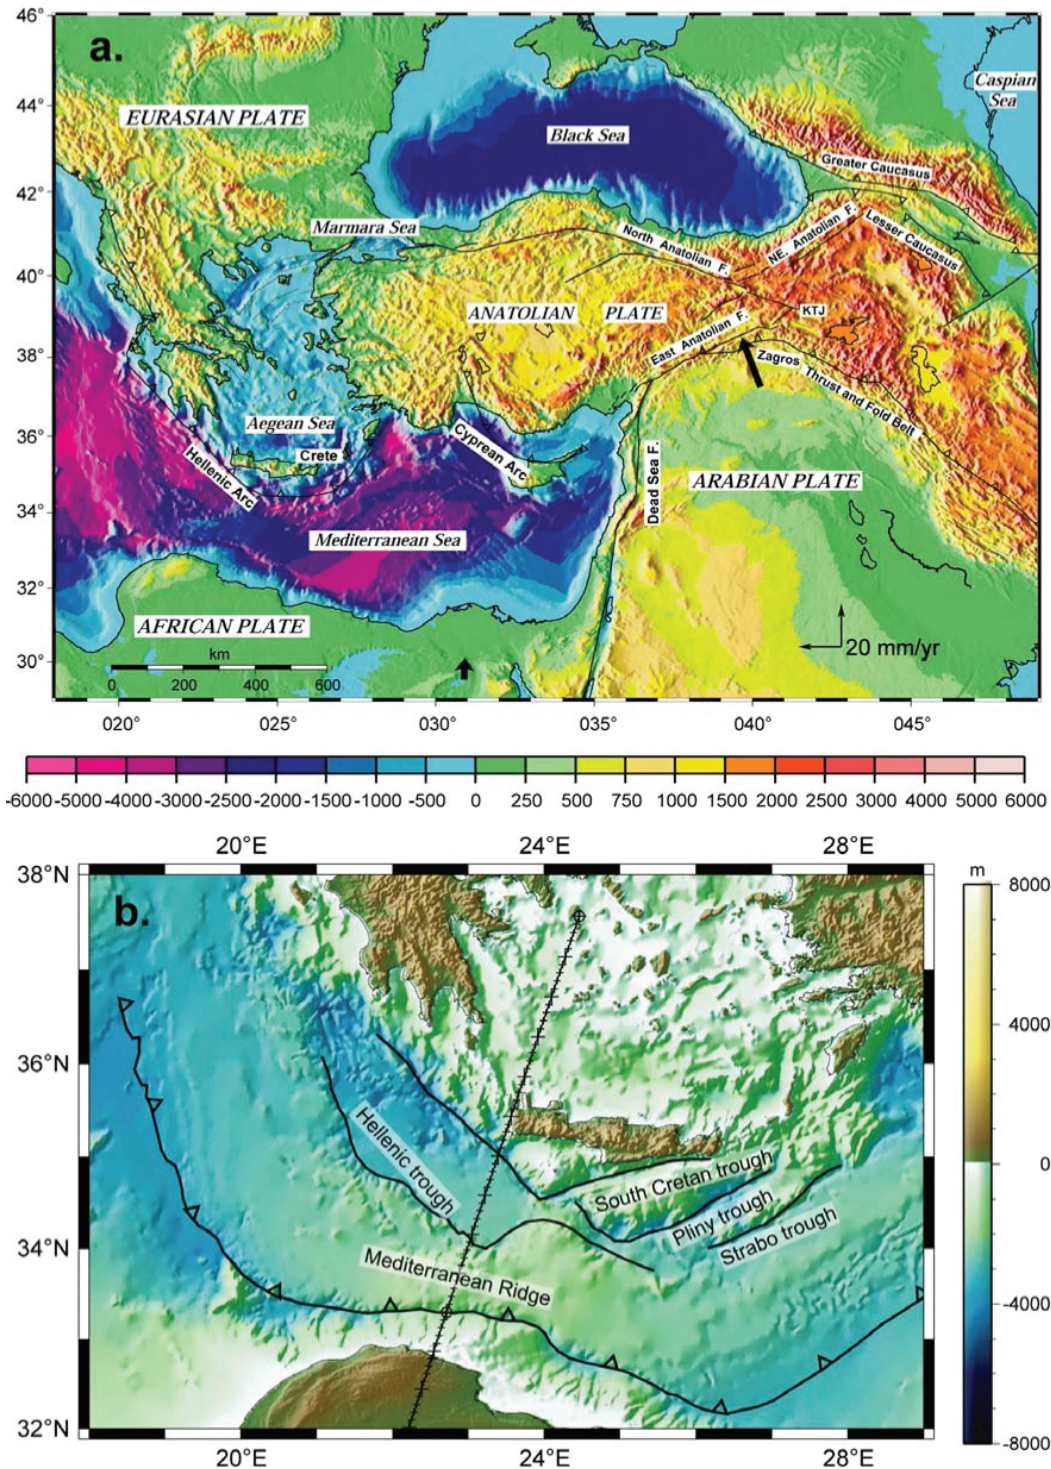 46°
a.
Caspian
Sea
44°
EURASIAN PLATE
Black Sea
Greater Caucasus
42°
Marmara Sea
North Anatolian F.
NE. Anatolian F.
Lesser Caucasus
40°
ANATOLIAN PLATE
KTJ
East Anatolian F.
38°
Zagros Thrust and Fold Belt
Aegean Sea
36°
Cyprean Arc
Crete
Hellenic Arc
Dead Sea F.
ARABIAN PLATE
34°
Mediterranean Sea
32°
AFRICAN PLATE
20 mm/yr
30°
km
0 200 400 600
020° 025° 030° 035° 040° 045°
-6000 -5000 -4000 -3000 -2500 -2000 -1500 -1000 -500 0 250 500 750 1000 1500 2000 2500 3000 4000 5000 6000
20°E 24°E 28°E
38°N
m
8000
b.
4000
36°N
Hellenic trough
South Cretan trough
0
Pliny trough
Strabo trough
34°N
Mediterranean Ridge
-4000
32°N
-8000
20°E 24°E 28°E